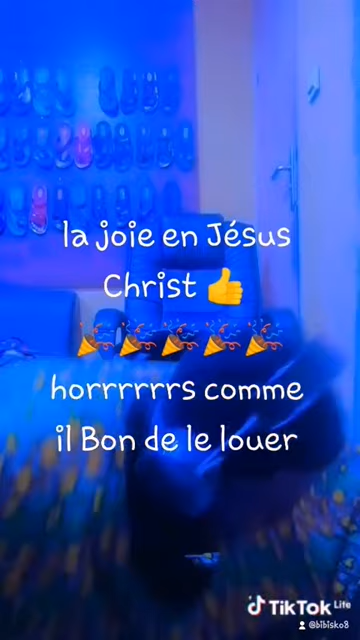 la joie en Jésus
Christ 👍
🎉🎉🎉🎉🎉
horrrrrrs comme
il Bon de le louer
TikTok Lite
@bibisko8